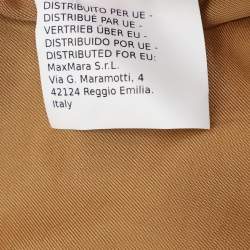 DISTRIBUITO PER UE -
DISTRIBUÉ PAR UE -
VERTRIEB ÜBER EU -
DISTRIBUIDO POR UE -
DISTRIBUTED FOR EU:
MaxMara S.r.L.
Via G. Maramotti, 4
42124 Reggio Emilia.
Italy